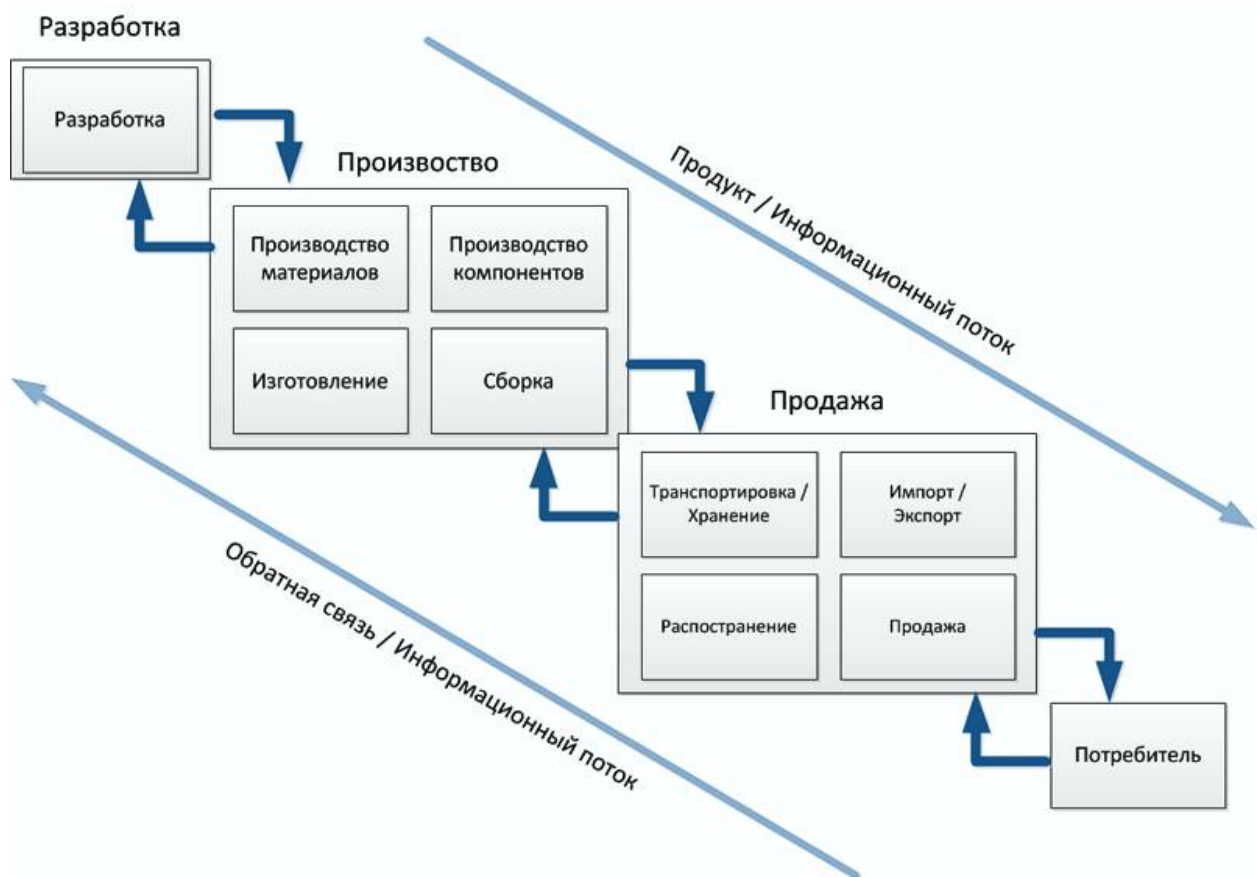 Разработка
Разработка
Произвоство
Производство
материалов
Производство
компонентов
Изготовление
Сборка
Продукт / Информационный поток
Продажа
Транспортировка /
Хранение
Импорт /
Экспорт
Распостранение
Продажа
Обратная связь / Информационный поток
Потребитель